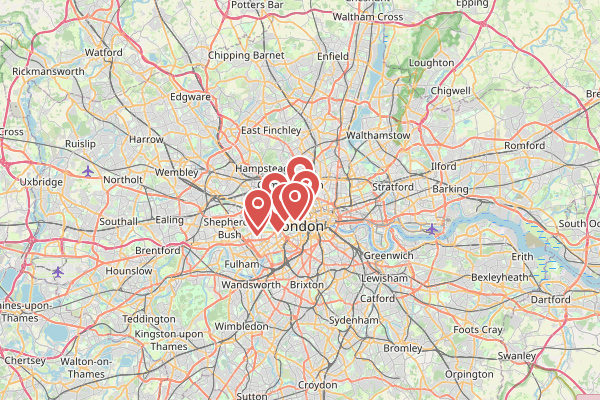 Potters Bar
Epping
Waltham Cross
Watford
Chipping Barnet
Enfield
Loughton
Rickmansworth
Chigwell
Edgware
East Finchley
Walthamstow
Cross
Harrow
Romford
Ruislip
Hampstead
Ilford
Wembley
Uxbridge
Northolt
Stratford
Barking
Southall
Ealing
Shepherd
Bush
London
South Oc
Brentford
Greenwich
Erith
Hounslow
Fulham
Lewisham
Bexleyheath
Wandsworth
Brixton
Catford
Dartford
ines-upon-
Thames
Teddington
Sydenham
Foots Cray
Wimbledon
Kingston upon
Thames
Bromley
Swanley
Chertsey
Walton-on-
Thames
Orpington
Croydon
Sutton